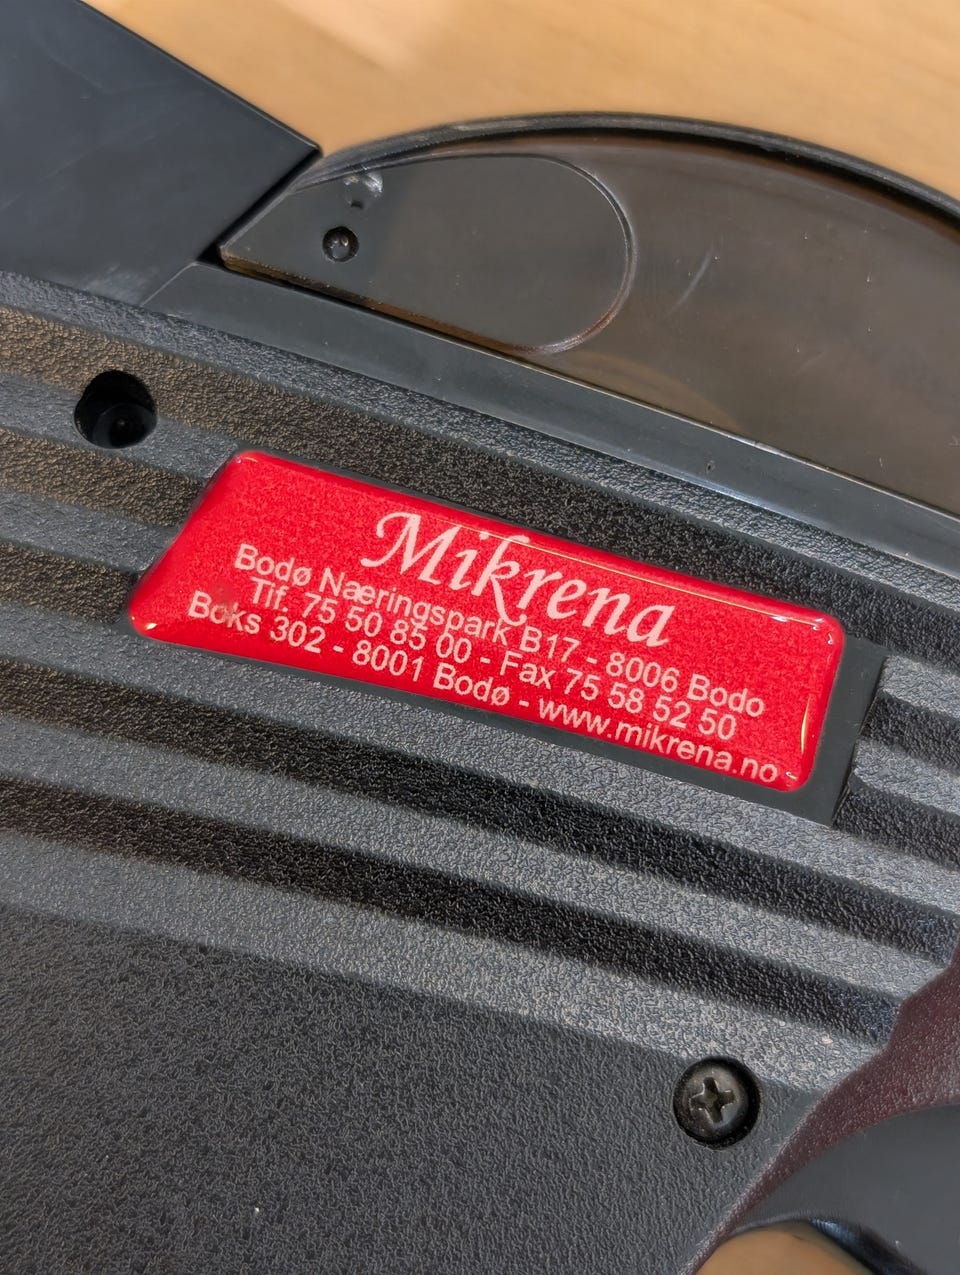 Mikrena
Bodø Næringspark B17 - 8006 Bodo
Tlf. 75 50 85 00 - Fax 75 58 52 50
Boks 302 - 8001 Bodø - www.mikrena.no